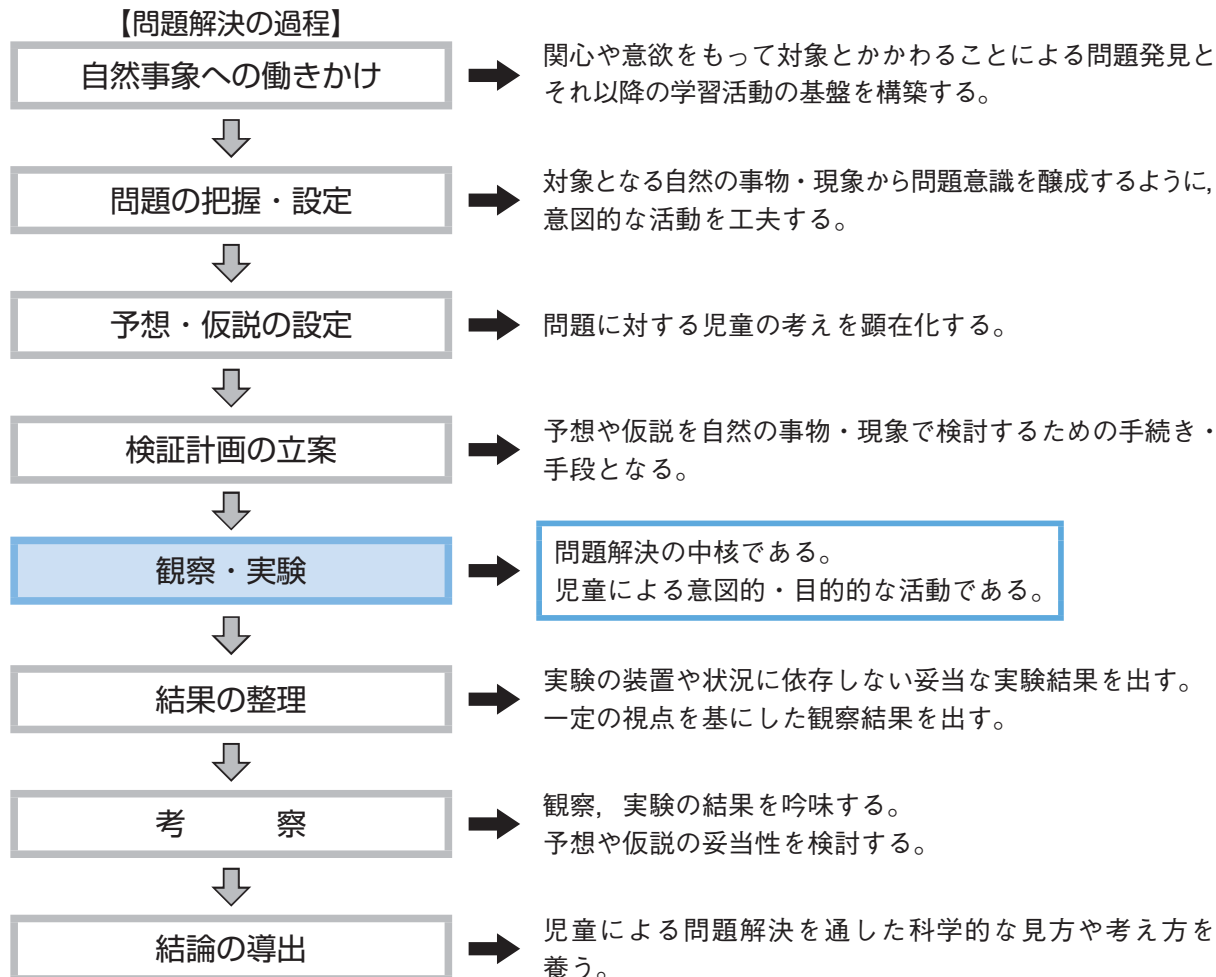 【問題解決の過程】
自然事象への働きかけ
関心や意欲をもって対象とかかわることによる問題発見と
それ以降の学習活動の基盤を構築する。
問題の把握・設定
対象となる自然の事物・現象から問題意識を醸成するように,
意図的な活動を工夫する。
予想・仮説の設定
問題に対する児童の考えを顕在化する。
検証計画の立案
予想や仮説を自然の事物・現象で検討するための手続き・
手段となる。
観察・実験
問題解決の中核である。
児童による意図的・目的的な活動である。
結果の整理
実験の装置や状況に依存しない妥当な実験結果を出す。
一定の視点を基にした観察結果を出す。
考　　察
観察,実験の結果を吟味する。
予想や仮説の妥当性を検討する。
結論の導出
児童による問題解決を通した科学的な見方や考え方を
養う。